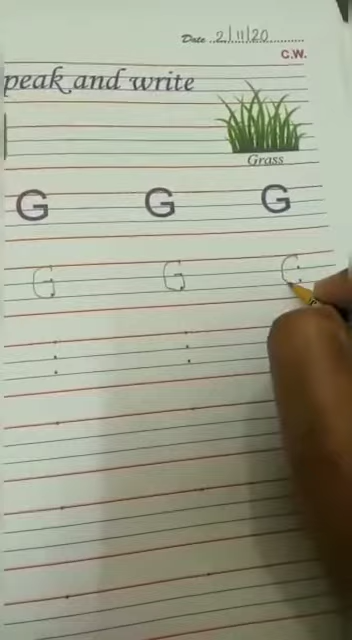 Date 2/11/20
C.W.
peak and write
Grass
G G G
G G G